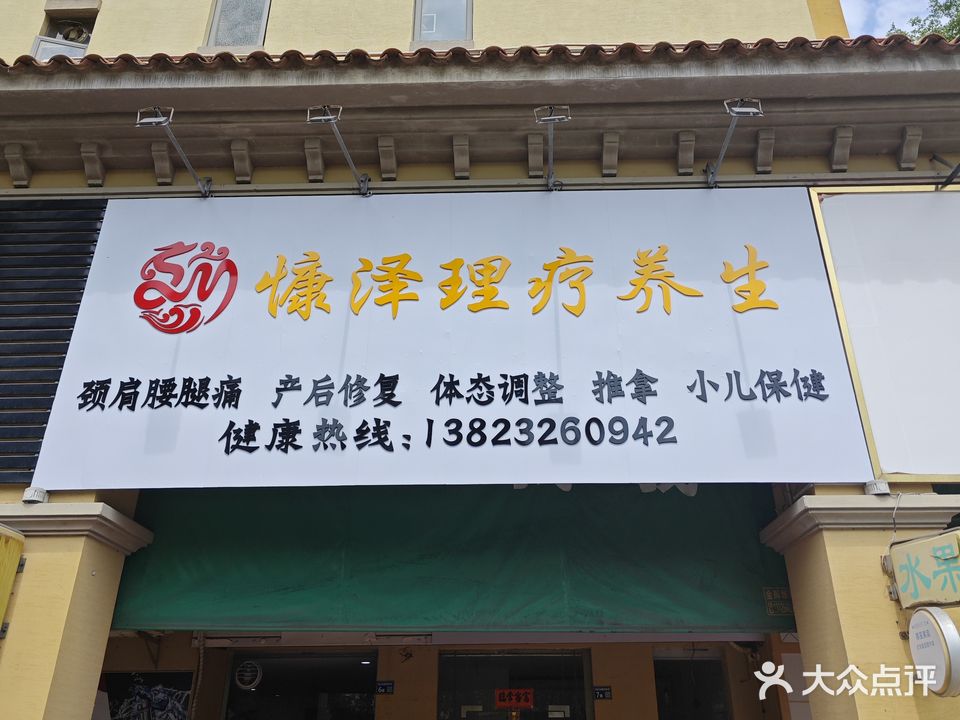 慷泽理疗养生
颈肩腰腿痛 产后修复 体态调整 推拿 小儿保健
健康热线:13823260942
水果
大众点评